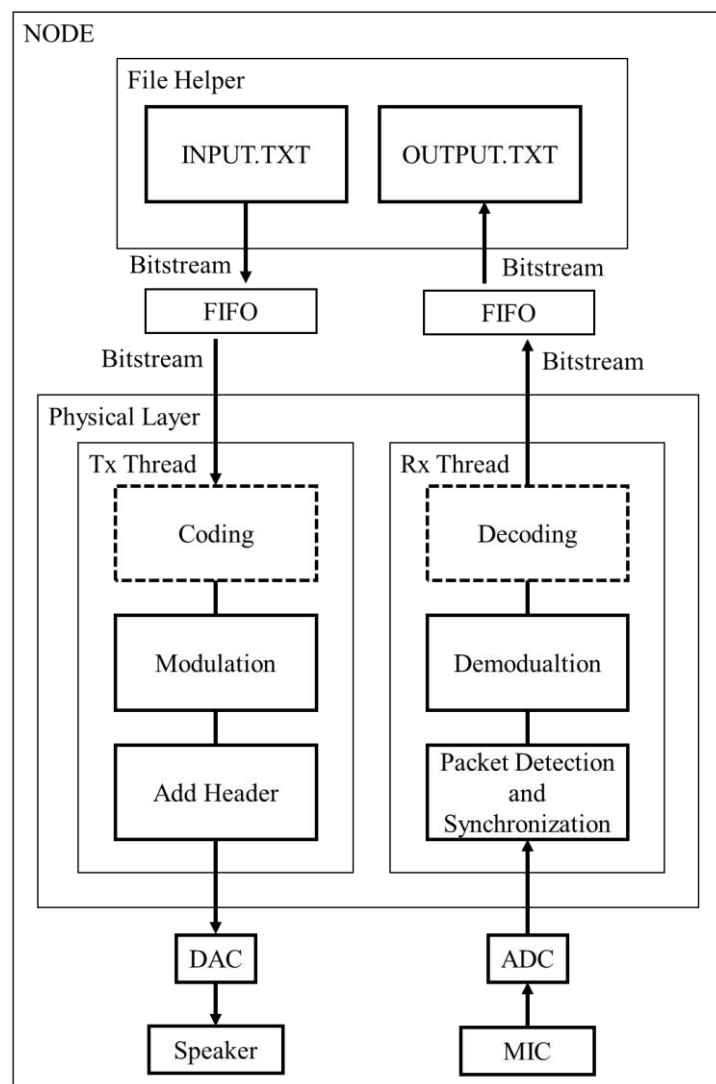 NODE
File Helper
INPUT.TXT
OUTPUT.TXT
Bitstream
Bitstream
FIFO
FIFO
Bitstream
Bitstream
Physical Layer
Tx Thread
Rx Thread
Coding
Decoding
Modulation
Demodualtion
Add Header
Packet Detection
and
Synchronization
DAC
ADC
Speaker
MIC